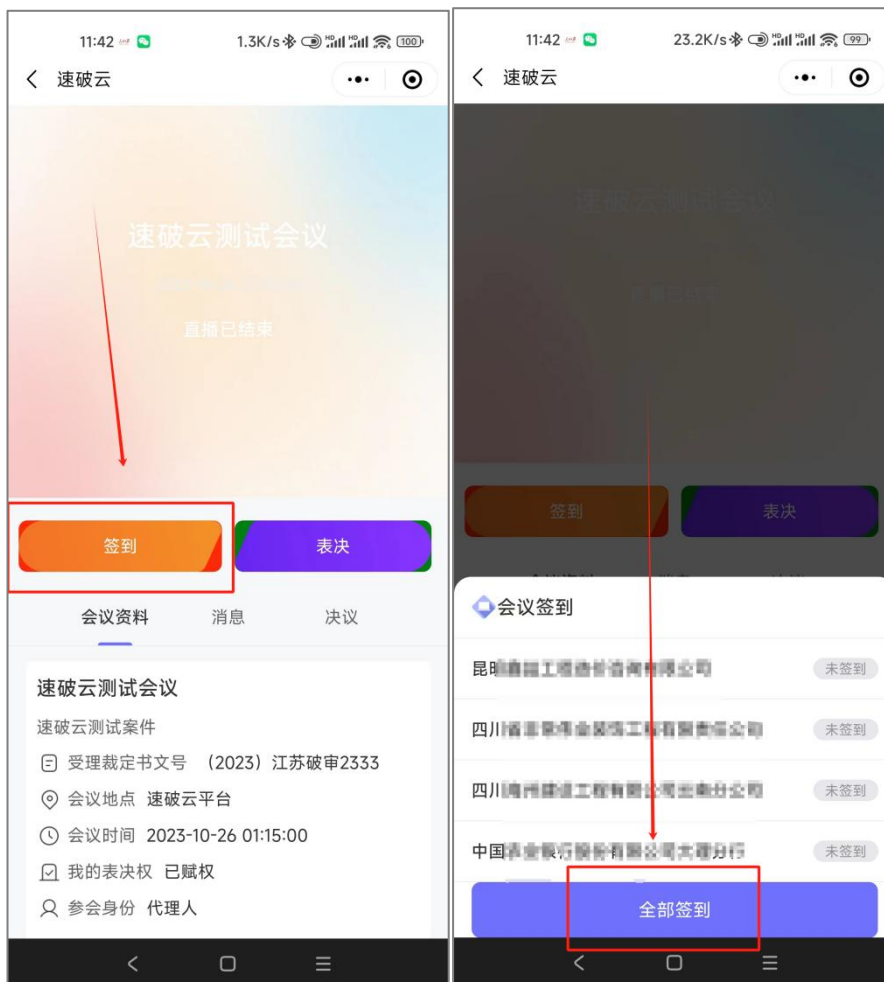 11:42
1.3K/s
100
速破云
速破云测试会议
直播已结束
签到
表决
会议资料
消息
决议
速破云测试会议
速破云测试案件
受理裁定书文号 （2023）江苏破审2333
会议地点 速破云平台
会议时间 2023-10-26 01:15:00
我的表决权 已赋权
参会身份 代理人
11:42
23.2K/s
99
速破云
速破云测试会议
直播已结束
签到
表决
会议签到
未签到
四川
未签到
四川
未签到
中国
未签到
全部签到